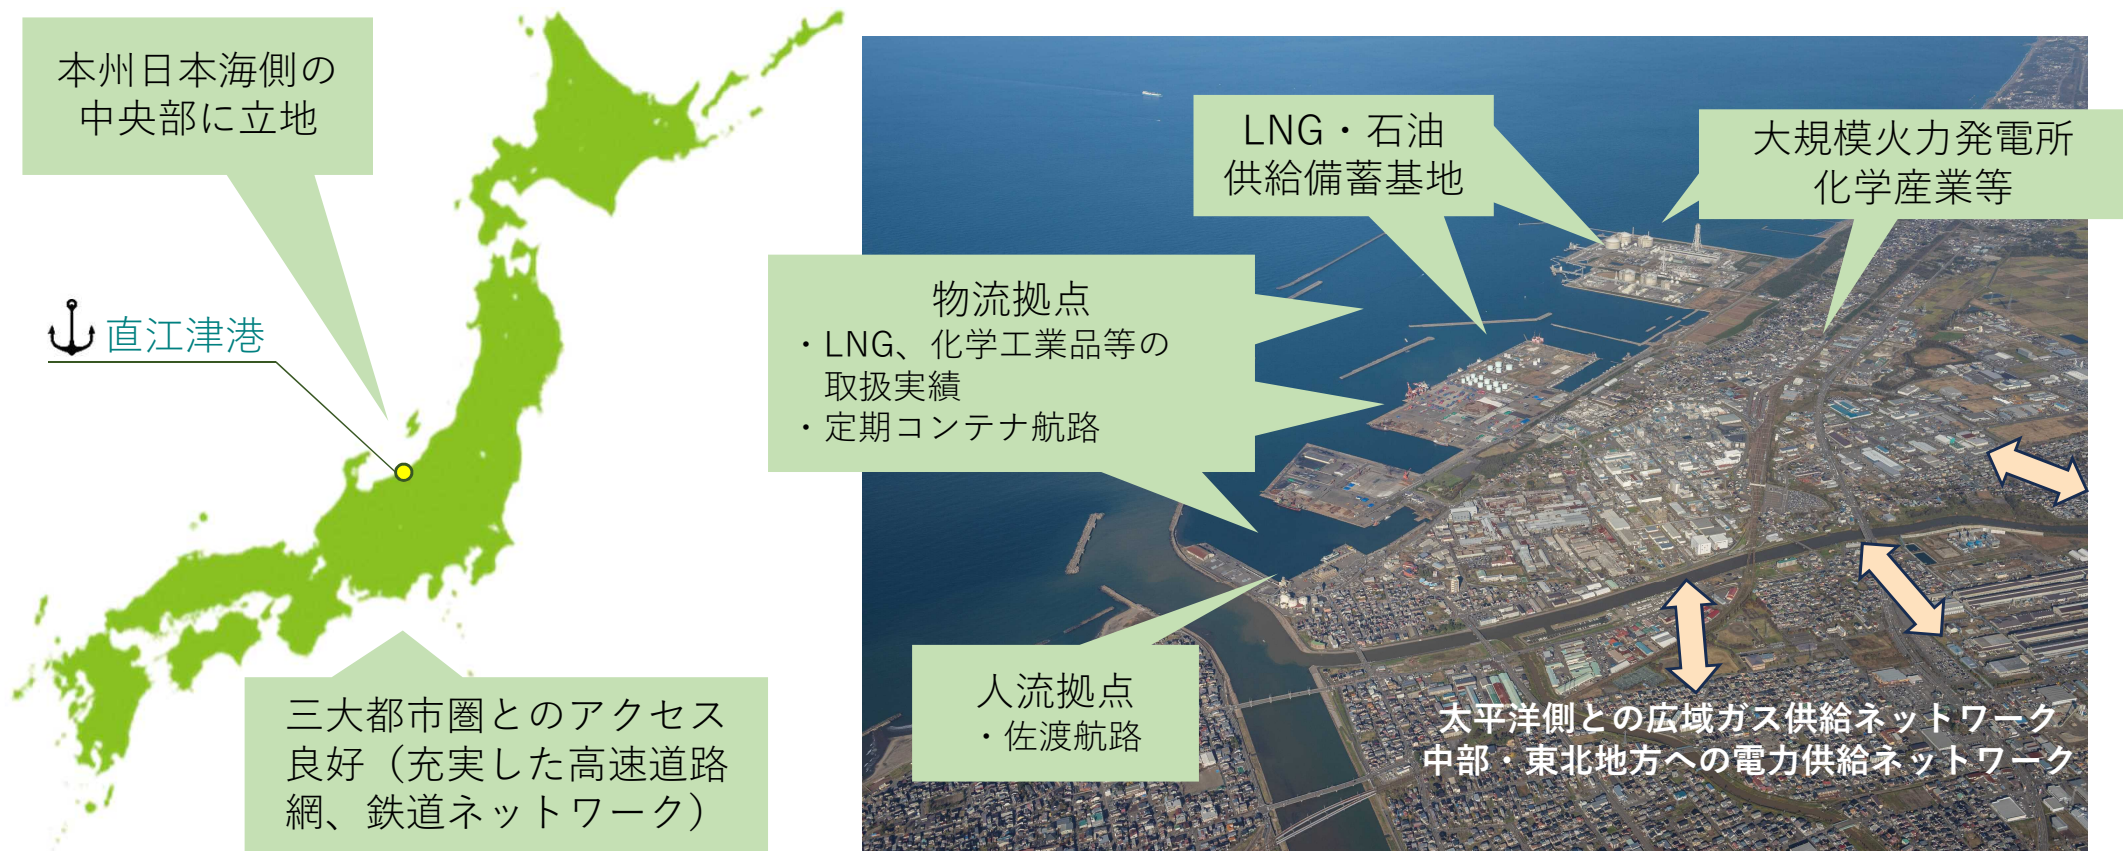 本州日本海側の
中央部に立地
直江津港
三大都市圏とのアクセス
良好（充実した高速道路
網、鉄道ネットワーク）
LNG・石油
供給備蓄基地
大規模火力発電所
化学産業等
物流拠点
・LNG、化学工業品等の
取扱実績
・定期コンテナ航路
人流拠点
・佐渡航路
太平洋側との広域ガス供給ネットワーク
中部・東北地方への電力供給ネットワーク